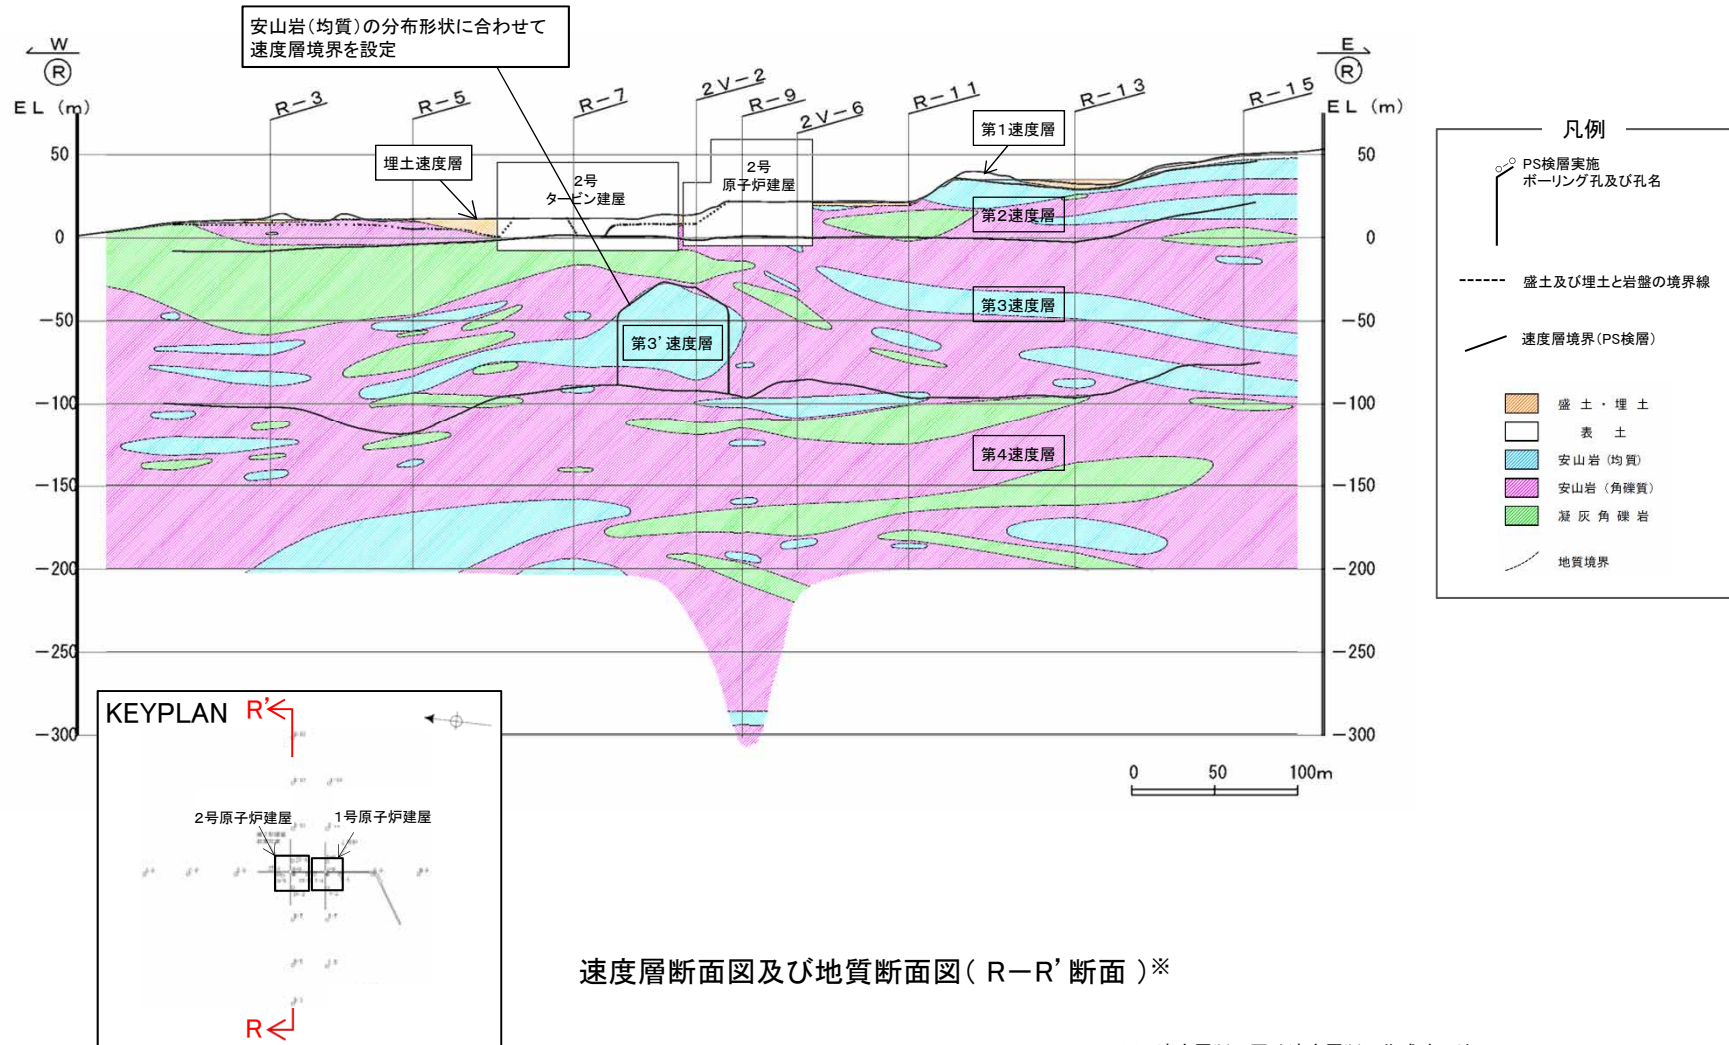 安山岩(均質)の分布形状に合わせて
速度層境界を設定
W
R
E
R'
EL (m)
EL (m)
R-3
R-5
R-7
2V-2
R-9
2V-6
R-11
R-13
R-15
第1速度層
埋土速度層
2号
タービン建屋
2号
原子炉建屋
第2速度層
第3速度層
第3'速度層
第4速度層
50
0
-50
-100
-150
-200
-250
-300
50
0
-50
-100
-150
-200
-250
-300
0 50 100m
凡例
PS検層実施
ボーリング孔及び孔名
盛土及び埋土と岩盤の境界線
速度層境界(PS検層)
盛土・埋土
表土
安山岩(均質)
安山岩(角礫質)
凝灰角礫岩
地質境界
KEYPLAN
R'
2号原子炉建屋
1号原子炉建屋
R
速度層断面図及び地質断面図( R-R'断面 )※